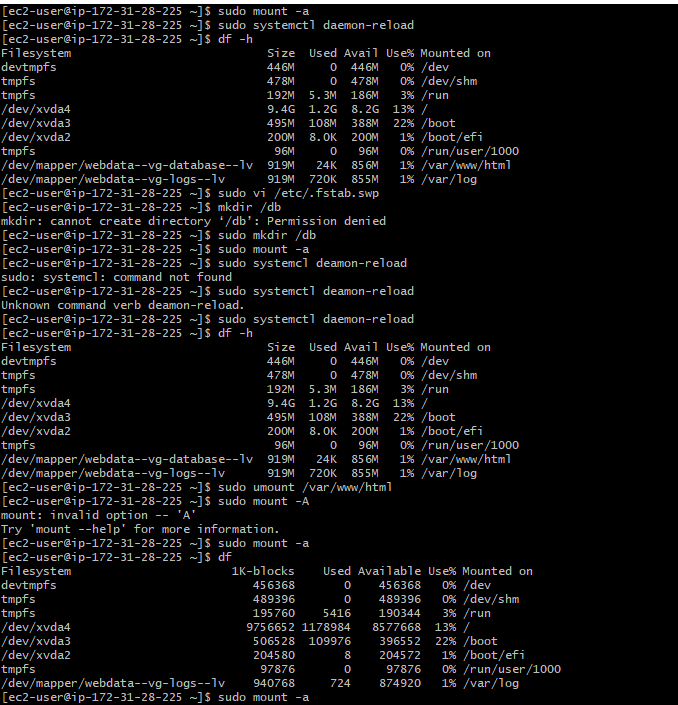 [ec2-user@ip-172-31-28-225 ~]$ sudo mount -a
[ec2-user@ip-172-31-28-225 ~]$ sudo systemctl daemon-reload
[ec2-user@ip-172-31-28-225 ~]$ df -h
Filesystem                           Size  Used Avail Use% Mounted on
devtmpfs                             446M     0  446M   0% /dev
tmpfs                                478M     0  478M   0% /dev/shm
tmpfs                                192M  5.3M  186M   3% /run
/dev/xvda4                           9.4G  1.2G  8.2G  13% /
/dev/xvda3                           495M  108M  388M  22% /boot
/dev/xvda2                           200M  8.0K  200M   1% /boot/efi
tmpfs                                 96M     0   96M   0% /run/user/1000
/dev/mapper/webdata--vg-database--lv  919M   24K  856M   1% /var/www/html
/dev/mapper/webdata--vg-logs--lv      919M  720K  855M   1% /var/log
[ec2-user@ip-172-31-28-225 ~]$ sudo vi /etc/.fstab.swp
[ec2-user@ip-172-31-28-225 ~]$ mkdir /db
mkdir: cannot create directory ‘/db’: Permission denied
[ec2-user@ip-172-31-28-225 ~]$ sudo mkdir /db
[ec2-user@ip-172-31-28-225 ~]$ sudo mount -a
[ec2-user@ip-172-31-28-225 ~]$ sudo systemcl deamon-reload
sudo: systemcl: command not found
[ec2-user@ip-172-31-28-225 ~]$ sudo systemctl deamon-reload
Unknown command verb deamon-reload.
[ec2-user@ip-172-31-28-225 ~]$ sudo systemctl daemon-reload
[ec2-user@ip-172-31-28-225 ~]$ df -h
Filesystem                           Size  Used Avail Use% Mounted on
devtmpfs                             446M     0  446M   0% /dev
tmpfs                                478M     0  478M   0% /dev/shm
tmpfs                                192M  5.3M  186M   3% /run
/dev/xvda4                           9.4G  1.2G  8.2G  13% /
/dev/xvda3                           495M  108M  388M  22% /boot
/dev/xvda2                           200M  8.0K  200M   1% /boot/efi
tmpfs                                 96M     0   96M   0% /run/user/1000
/dev/mapper/webdata--vg-database--lv  919M   24K  856M   1% /var/www/html
/dev/mapper/webdata--vg-logs--lv      919M  720K  855M   1% /var/log
[ec2-user@ip-172-31-28-225 ~]$ sudo umount /var/www/html
[ec2-user@ip-172-31-28-225 ~]$ sudo mount -A
mount: invalid option -- 'A'
Try 'mount --help' for more information.
[ec2-user@ip-172-31-28-225 ~]$ sudo mount -a
[ec2-user@ip-172-31-28-225 ~]$ df
Filesystem                       1K-blocks    Used Available Use% Mounted on
devtmpfs                            456368       0    456368   0% /dev
tmpfs                               489396       0    489396   0% /dev/shm
tmpfs                               195760    5416    190344   3% /run
/dev/xvda4                         9756652 1178984   8577668  13% /
/dev/xvda3                          506528  109976    396552  22% /boot
/dev/xvda2                          204580       8    204572   1% /boot/efi
tmpfs                                97876       0     97876   0% /run/user/1000
/dev/mapper/webdata--vg-logs--lv    940768     724    874920   1% /var/log
[ec2-user@ip-172-31-28-225 ~]$ sudo mount -a